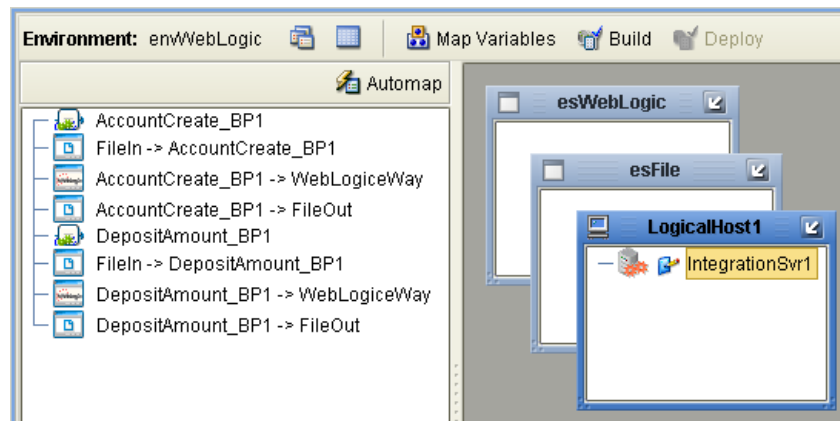 Environment: envWebLogic Map Variables Build Deploy
Automap
AccountCreate_BP1
FileIn -> AccountCreate_BP1
AccountCreate_BP1 -> WebLogiceWay
AccountCreate_BP1 -> FileOut
DepositAmount_BP1
FileIn -> DepositAmount_BP1
DepositAmount_BP1 -> WebLogiceWay
DepositAmount_BP1 -> FileOut
esWebLogic
esFile
LogicalHost1
IntegrationSvr1